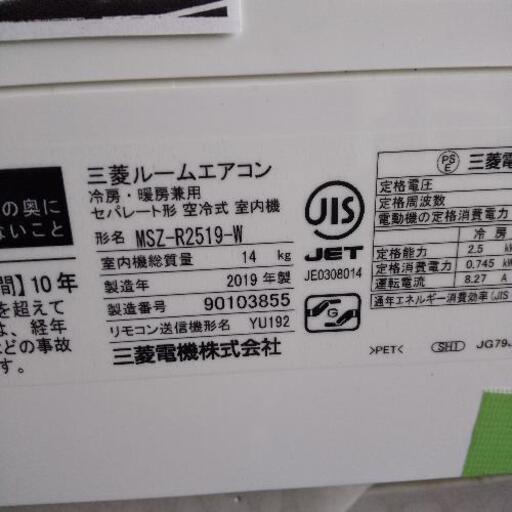 の奥に
ないこと
間】10年
を超えて
は、経年
などの事故
す。
三菱ルームエアコン
冷房・暖房兼用
セパレート形 空冷式 室内機
形名 MSZ-R2519-W
室内機総質量 14 kg
製造年 2019 年製
製造番号 90103855
リモコン送信機形名 YU192
三菱電機株式会社
JIS
JET
JE0308014
G
PS
E
三菱電
定格電圧
定格周波数
電動機の定格消費電力
冷 房
定格能力 2.5 kW
定格消費電力 0.745 kW
運転電流 8.27 A
通年エネルギー消費効率(JIS
>PET<
SHI
JG79J